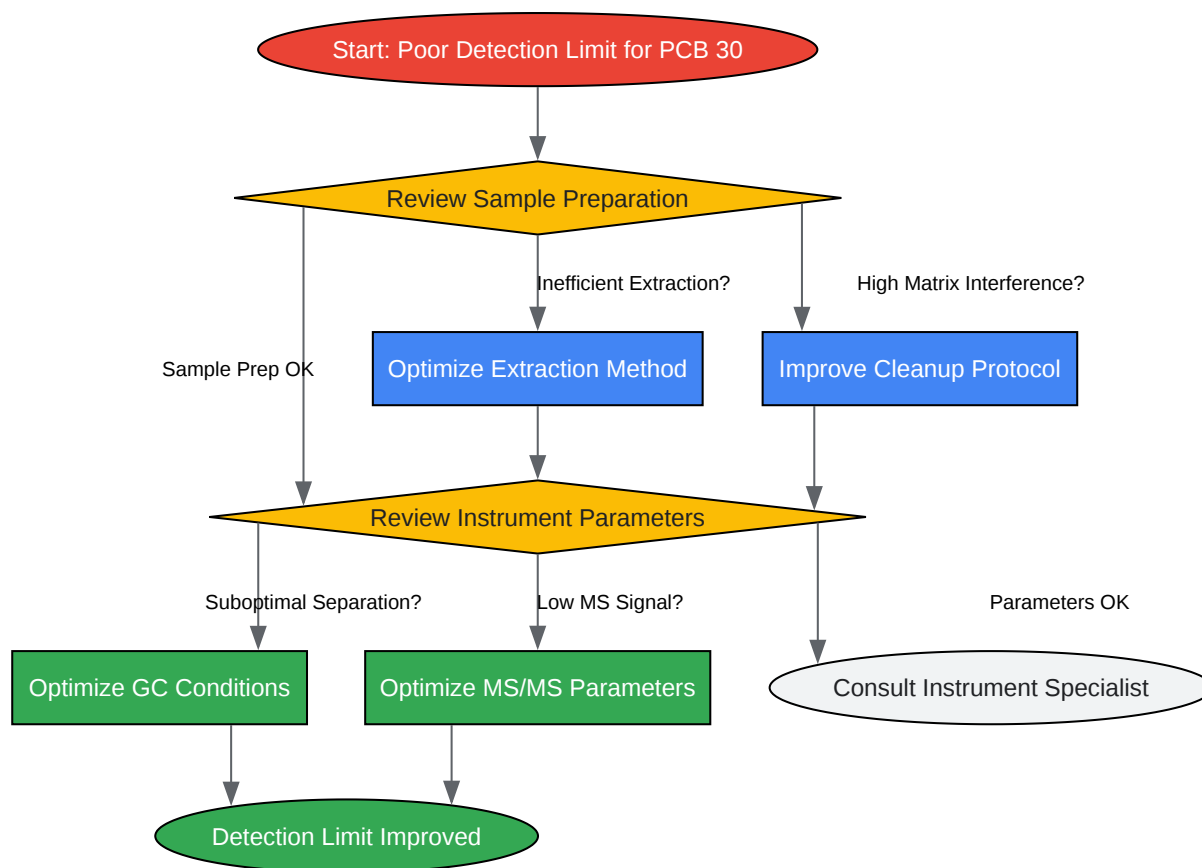 Start: Poor Detection Limit for PCB 30
Review Sample Preparation
Inefficient Extraction?
High Matrix Interference?
Sample Prep OK
Optimize Extraction Method
Improve Cleanup Protocol
Review Instrument Parameters
Suboptimal Separation?
Low MS Signal?
Parameters OK
Optimize GC Conditions
Optimize MS/MS Parameters
Consult Instrument Specialist
Detection Limit Improved